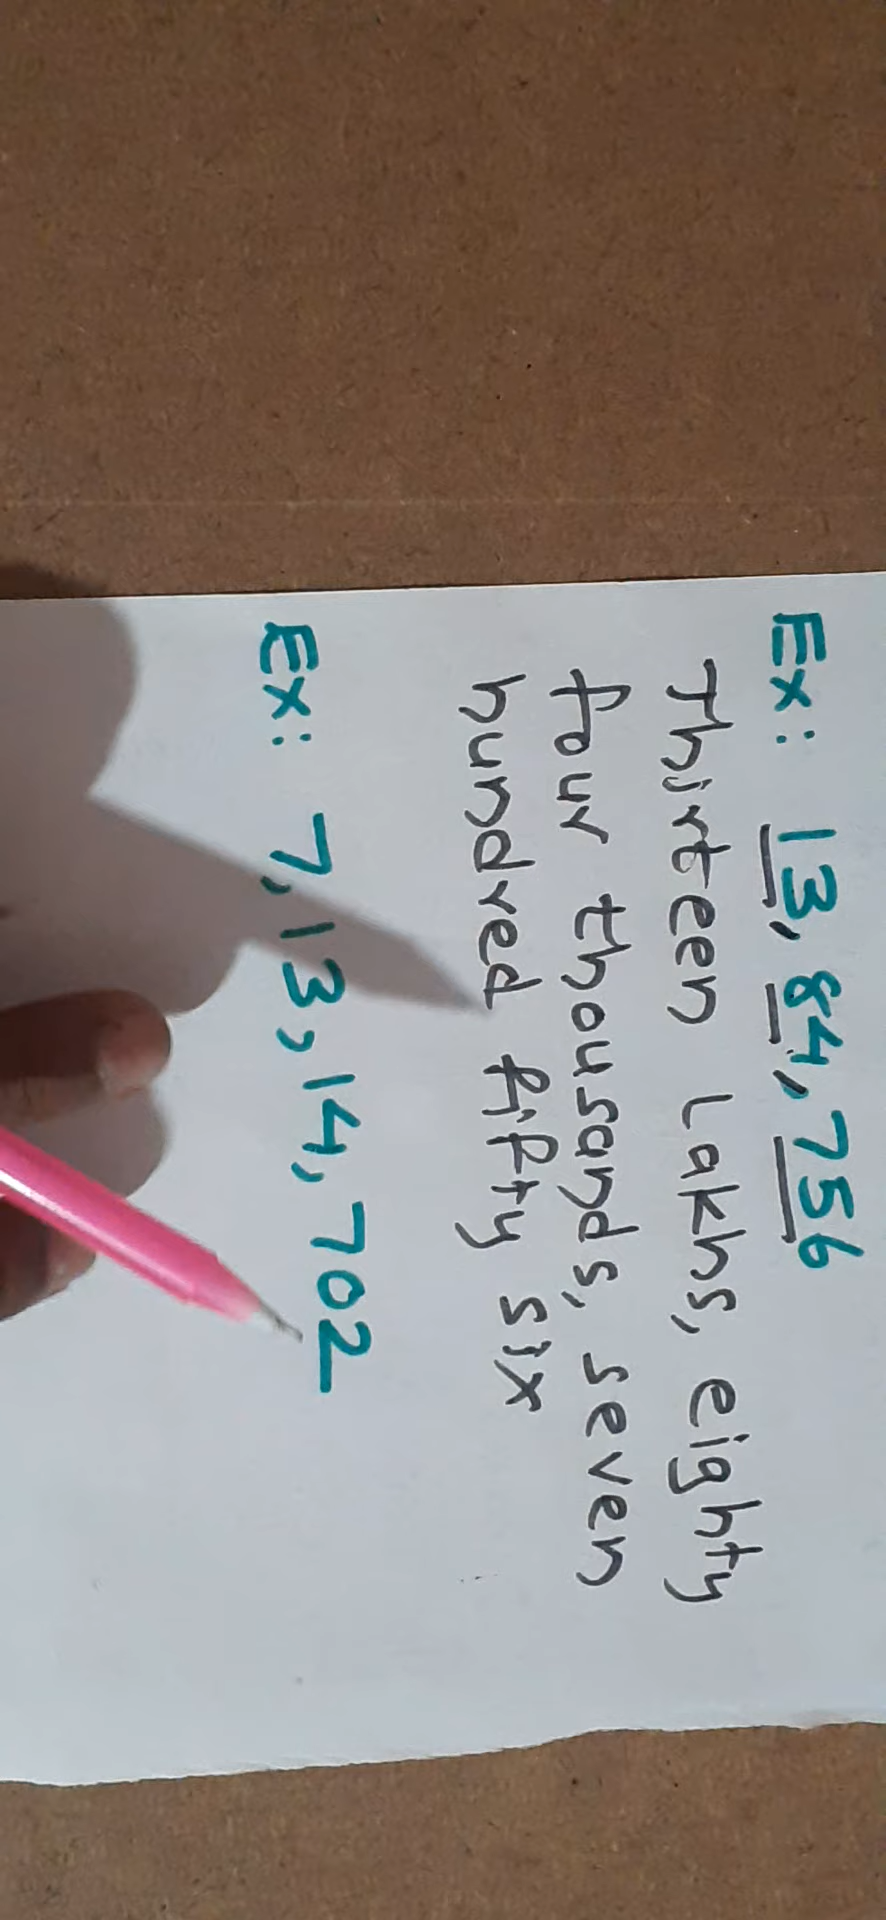 Ex: 13,84,756
Thirteen Lakhs, eighty
four thousands, seven
hundred fifty six
Ex: 7,13,14,702